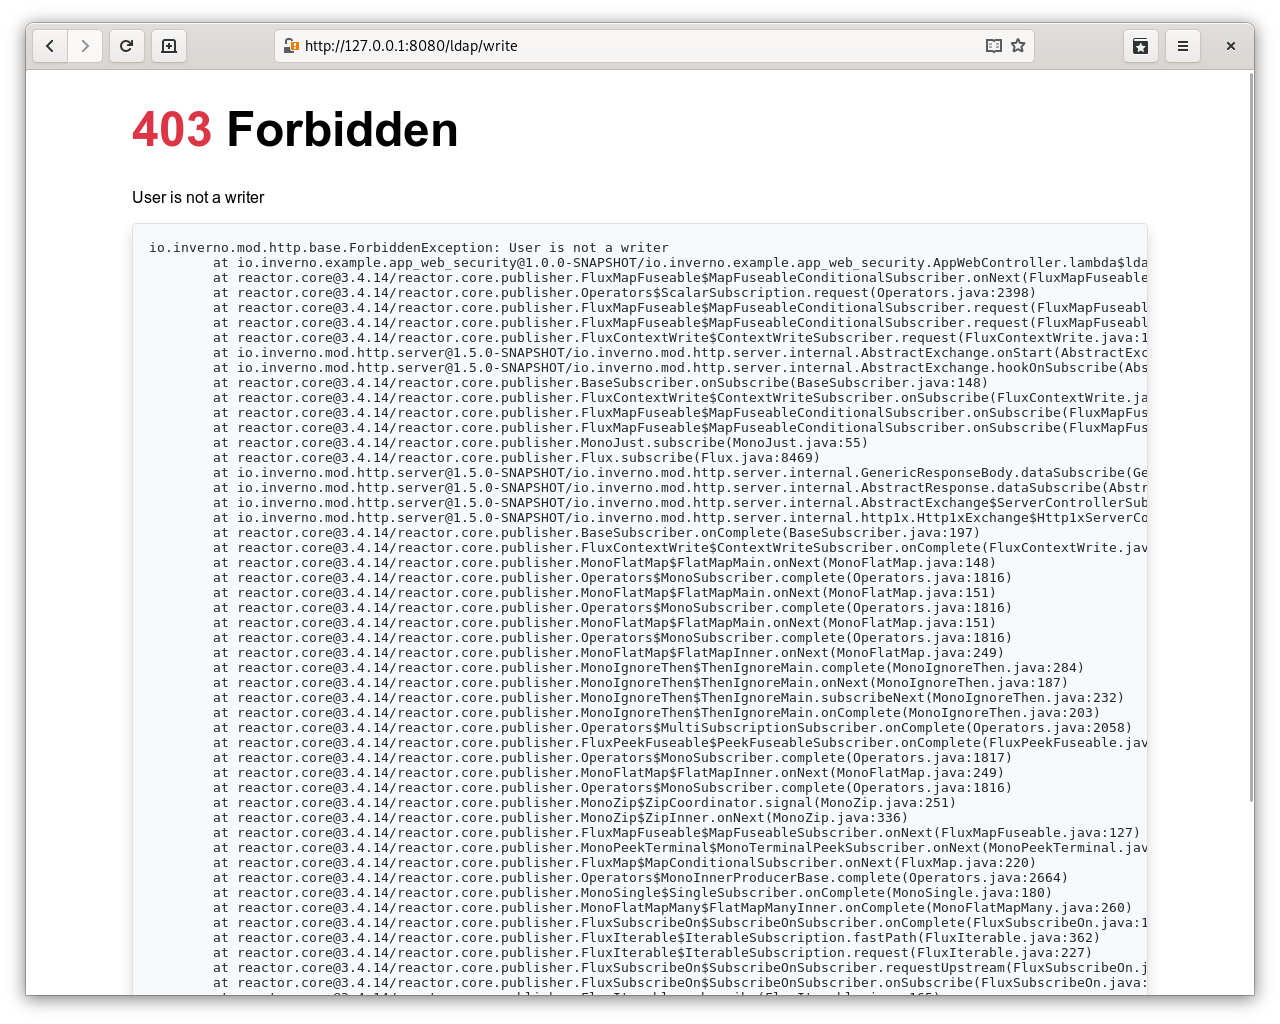 http://127.0.0.1:8080/ldap/write
403 Forbidden
User is not a writer
io.inverno.mod.http.base.ForbiddenException: User is not a writer
at io.inverno.example.app_web_security@1.0.0-SNAPSHOT/io.inverno.example.app_web_security.AppWebController.lambda$lda
at reactor.core@3.4.14/reactor.core.publisher.FluxMapFuseable$MapFuseableConditionalSubscriber.onNext(FluxMapFuseable
at reactor.core@3.4.14/reactor.core.publisher.Operators$ScalarSubscription.request(Operators.java:2398)
at reactor.core@3.4.14/reactor.core.publisher.FluxMapFuseable$MapFuseableConditionalSubscriber.request(FluxMapFuseabl
at reactor.core@3.4.14/reactor.core.publisher.FluxMapFuseable$MapFuseableConditionalSubscriber.request(FluxMapFuseabl
at reactor.core@3.4.14/reactor.core.publisher.FluxContextWrite$ContextWriteSubscriber.request(FluxContextWrite.java:1
at io.inverno.mod.http.server@1.5.0-SNAPSHOT/io.inverno.mod.http.server.internal.AbstractExchange.onStart(AbstractExc
at io.inverno.mod.http.server@1.5.0-SNAPSHOT/io.inverno.mod.http.server.internal.AbstractExchange.hookOnSubscribe(Abs
at reactor.core@3.4.14/reactor.core.publisher.BaseSubscriber.onSubscribe(BaseSubscriber.java:148)
at reactor.core@3.4.14/reactor.core.publisher.FluxContextWrite$ContextWriteSubscriber.onSubscribe(FluxContextWrite.ja
at reactor.core@3.4.14/reactor.core.publisher.FluxMapFuseable$MapFuseableConditionalSubscriber.onSubscribe(FluxMapFus
at reactor.core@3.4.14/reactor.core.publisher.FluxMapFuseable$MapFuseableConditionalSubscriber.onSubscribe(FluxMapFus
at reactor.core@3.4.14/reactor.core.publisher.MonoJust.subscribe(MonoJust.java:55)
at reactor.core@3.4.14/reactor.core.publisher.Flux.subscribe(Flux.java:8469)
at io.inverno.mod.http.server@1.5.0-SNAPSHOT/io.inverno.mod.http.server.internal.GenericResponseBody.dataSubscribe(Ge
at io.inverno.mod.http.server@1.5.0-SNAPSHOT/io.inverno.mod.http.server.internal.AbstractResponse.dataSubscribe(Abstr
at io.inverno.mod.http.server@1.5.0-SNAPSHOT/io.inverno.mod.http.server.internal.AbstractExchange$ServerControllerSub
at io.inverno.mod.http.server@1.5.0-SNAPSHOT/io.inverno.mod.http.server.internal.http1x.Http1xExchange$Http1xServerCo
at reactor.core@3.4.14/reactor.core.publisher.BaseSubscriber.onComplete(BaseSubscriber.java:197)
at reactor.core@3.4.14/reactor.core.publisher.FluxContextWrite$ContextWriteSubscriber.onComplete(FluxContextWrite.jav
at reactor.core@3.4.14/reactor.core.publisher.MonoFlatMap$FlatMapMain.onNext(MonoFlatMap.java:148)
at reactor.core@3.4.14/reactor.core.publisher.Operators$MonoSubscriber.complete(Operators.java:1816)
at reactor.core@3.4.14/reactor.core.publisher.MonoFlatMap$FlatMapMain.onNext(MonoFlatMap.java:151)
at reactor.core@3.4.14/reactor.core.publisher.Operators$MonoSubscriber.complete(Operators.java:1816)
at reactor.core@3.4.14/reactor.core.publisher.MonoFlatMap$FlatMapMain.onNext(MonoFlatMap.java:151)
at reactor.core@3.4.14/reactor.core.publisher.Operators$MonoSubscriber.complete(Operators.java:1816)
at reactor.core@3.4.14/reactor.core.publisher.MonoFlatMap$FlatMapInner.onNext(MonoFlatMap.java:249)
at reactor.core@3.4.14/reactor.core.publisher.MonoIgnoreThen$ThenIgnoreMain.complete(MonoIgnoreThen.java:284)
at reactor.core@3.4.14/reactor.core.publisher.MonoIgnoreThen$ThenIgnoreMain.onNext(MonoIgnoreThen.java:187)
at reactor.core@3.4.14/reactor.core.publisher.MonoIgnoreThen$ThenIgnoreMain.subscribeNext(MonoIgnoreThen.java:232)
at reactor.core@3.4.14/reactor.core.publisher.MonoIgnoreThen$ThenIgnoreMain.onComplete(MonoIgnoreThen.java:203)
at reactor.core@3.4.14/reactor.core.publisher.Operators$MultiSubscriptionSubscriber.onComplete(Operators.java:2058)
at reactor.core@3.4.14/reactor.core.publisher.FluxPeekFuseable$PeekFuseableSubscriber.onComplete(FluxPeekFuseable.jav
at reactor.core@3.4.14/reactor.core.publisher.Operators$MonoSubscriber.complete(Operators.java:1817)
at reactor.core@3.4.14/reactor.core.publisher.MonoFlatMap$FlatMapInner.onNext(MonoFlatMap.java:249)
at reactor.core@3.4.14/reactor.core.publisher.Operators$MonoSubscriber.complete(Operators.java:1816)
at reactor.core@3.4.14/reactor.core.publisher.MonoZip$ZipCoordinator.signal(MonoZip.java:251)
at reactor.core@3.4.14/reactor.core.publisher.MonoZip$ZipInner.onNext(MonoZip.java:336)
at reactor.core@3.4.14/reactor.core.publisher.FluxMapFuseable$MapFuseableSubscriber.onNext(FluxMapFuseable.java:127)
at reactor.core@3.4.14/reactor.core.publisher.MonoPeekTerminal$MonoTerminalPeekSubscriber.onNext(MonoPeekTerminal.jav
at reactor.core@3.4.14/reactor.core.publisher.FluxMap$MapConditionalSubscriber.onNext(FluxMap.java:220)
at reactor.core@3.4.14/reactor.core.publisher.Operators$MonoInnerProducerBase.complete(Operators.java:2664)
at reactor.core@3.4.14/reactor.core.publisher.MonoSingle$SingleSubscriber.onComplete(MonoSingle.java:180)
at reactor.core@3.4.14/reactor.core.publisher.MonoFlatMapMany$FlatMapManyInner.onComplete(MonoFlatMapMany.java:260)
at reactor.core@3.4.14/reactor.core.publisher.FluxSubscribeOn$SubscribeOnSubscriber.onComplete(FluxSubscribeOn.java:1
at reactor.core@3.4.14/reactor.core.publisher.FluxIterable$IterableSubscription.fastPath(FluxIterable.java:362)
at reactor.core@3.4.14/reactor.core.publisher.FluxIterable$IterableSubscription.request(FluxIterable.java:227)
at reactor.core@3.4.14/reactor.core.publisher.FluxSubscribeOn$SubscribeOnSubscriber.requestUpstream(FluxSubscribeOn.j
at reactor.core@3.4.14/reactor.core.publisher.FluxSubscribeOn$SubscribeOnSubscriber.onSubscribe(FluxSubscribeOn.java: